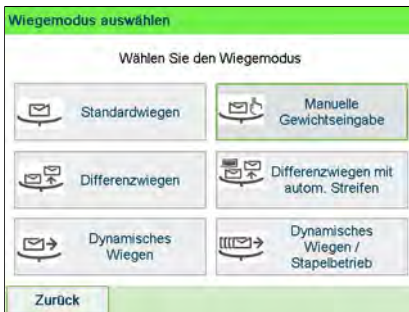 Wiegemodus auswählen
Wählen Sie den Wiegemodus
Standardwiegen
Manuelle
Gewichtseingabe
Differenzwiegen
Differenzwiegen mit
autom. Streifen
Dynamisches
Wiegen
Dynamisches
Wiegen /
Stapelbetrieb
Zurück